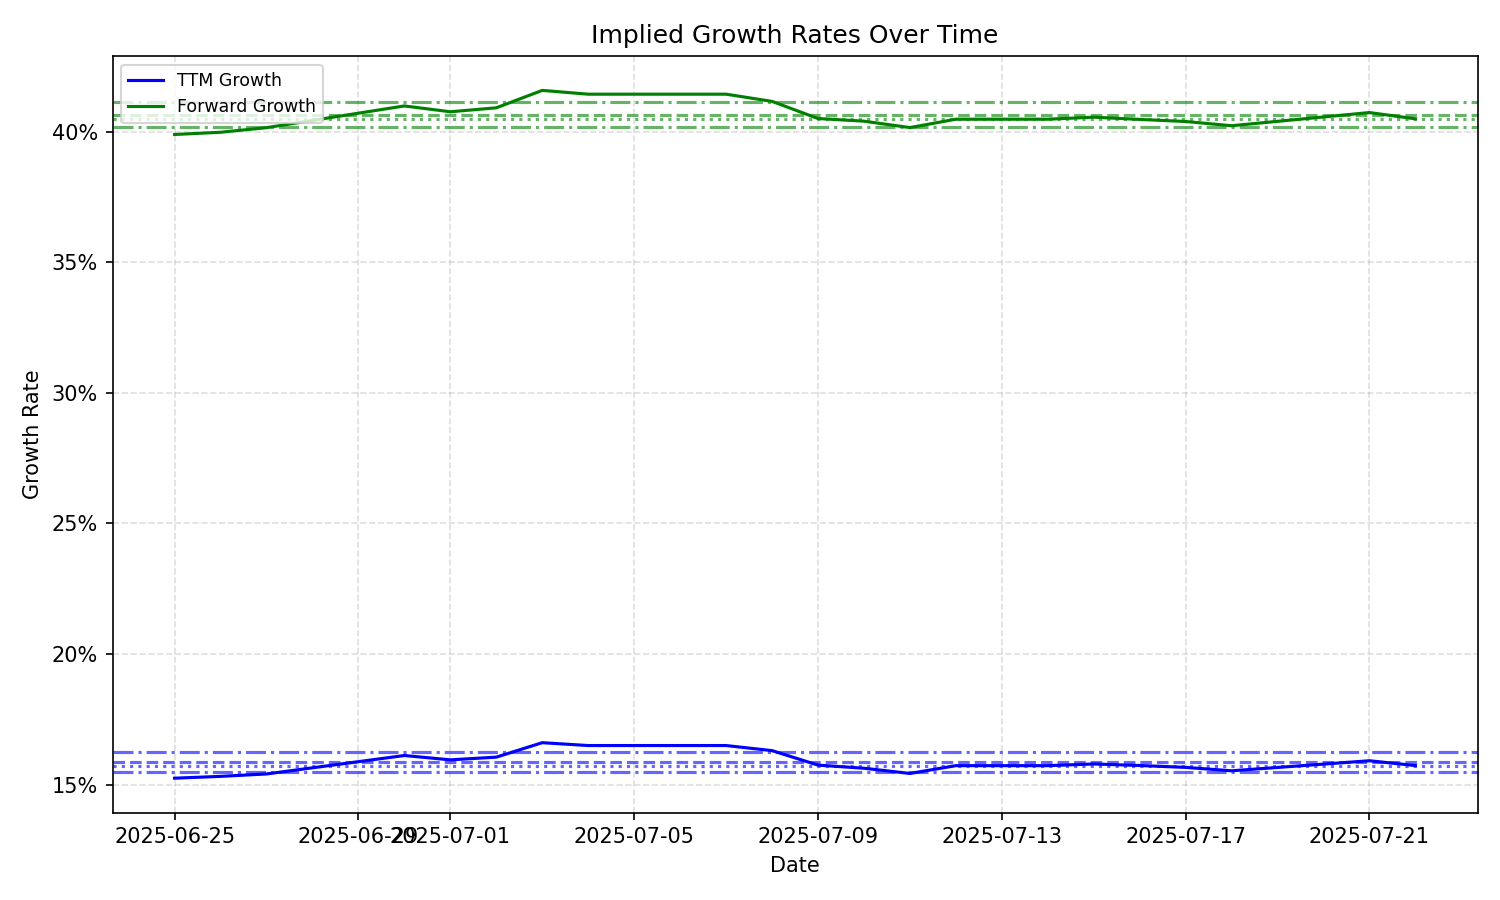 Implied Growth Rates Over Time
TTM Growth
Forward Growth
40%
35%
30%
25%
20%
15%
Growth Rate
2025-06-25
2025-06-29
2025-07-01
2025-07-05
2025-07-09
2025-07-13
2025-07-17
2025-07-21
Date